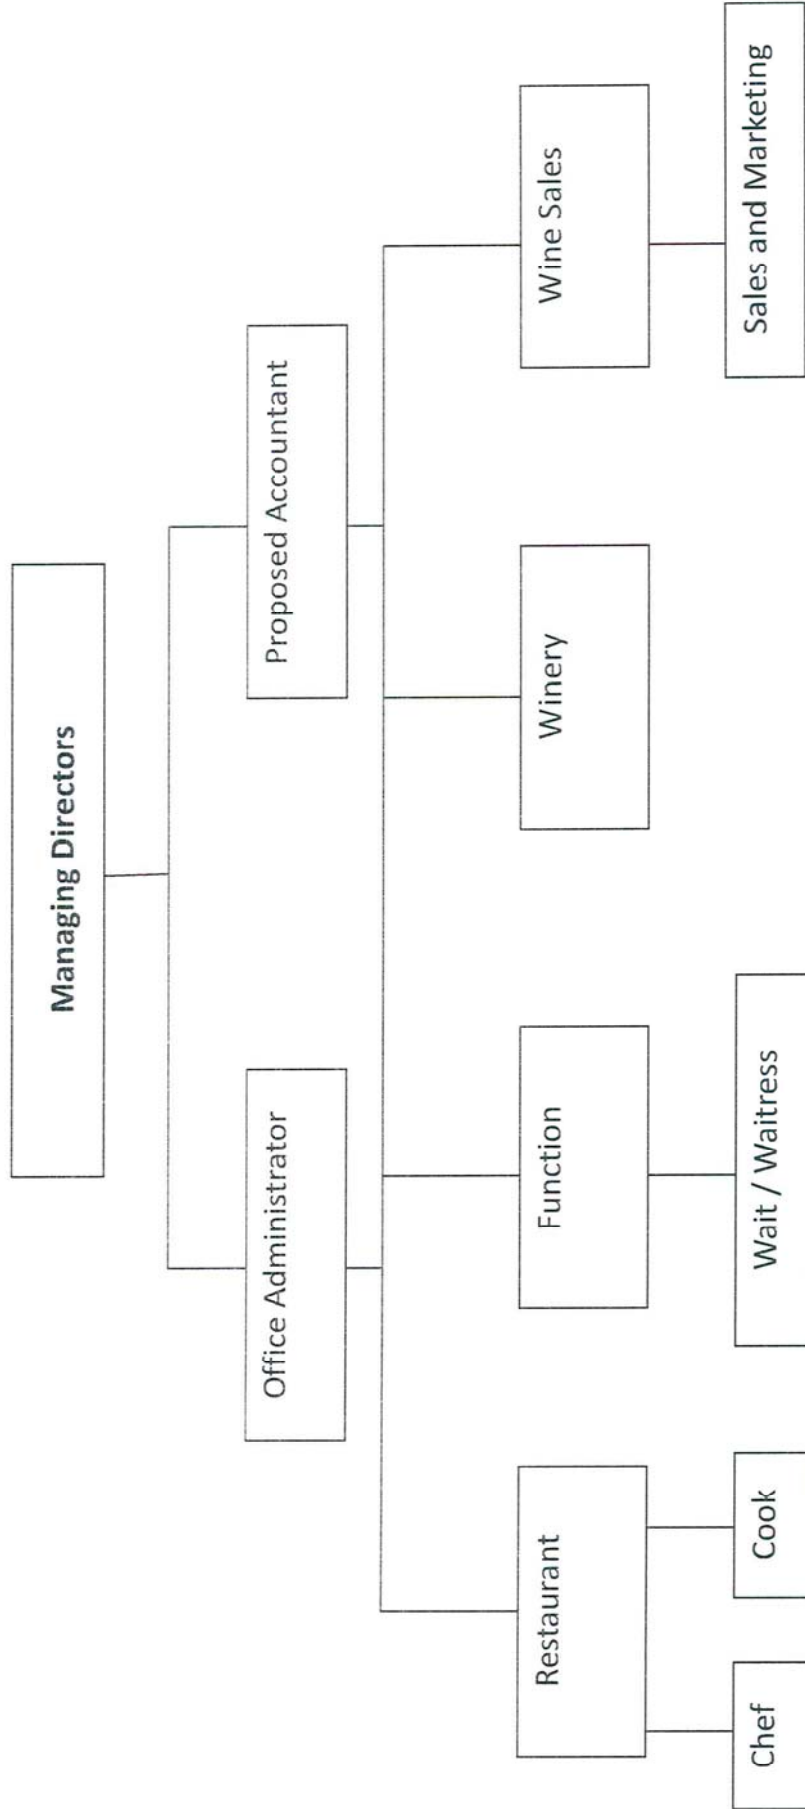 Managing Directors
Office Administrator
Proposed Accountant
Restaurant
Function
Winery
Wine Sales
Chef
Cook
Wait / Waitress
Sales and Marketing